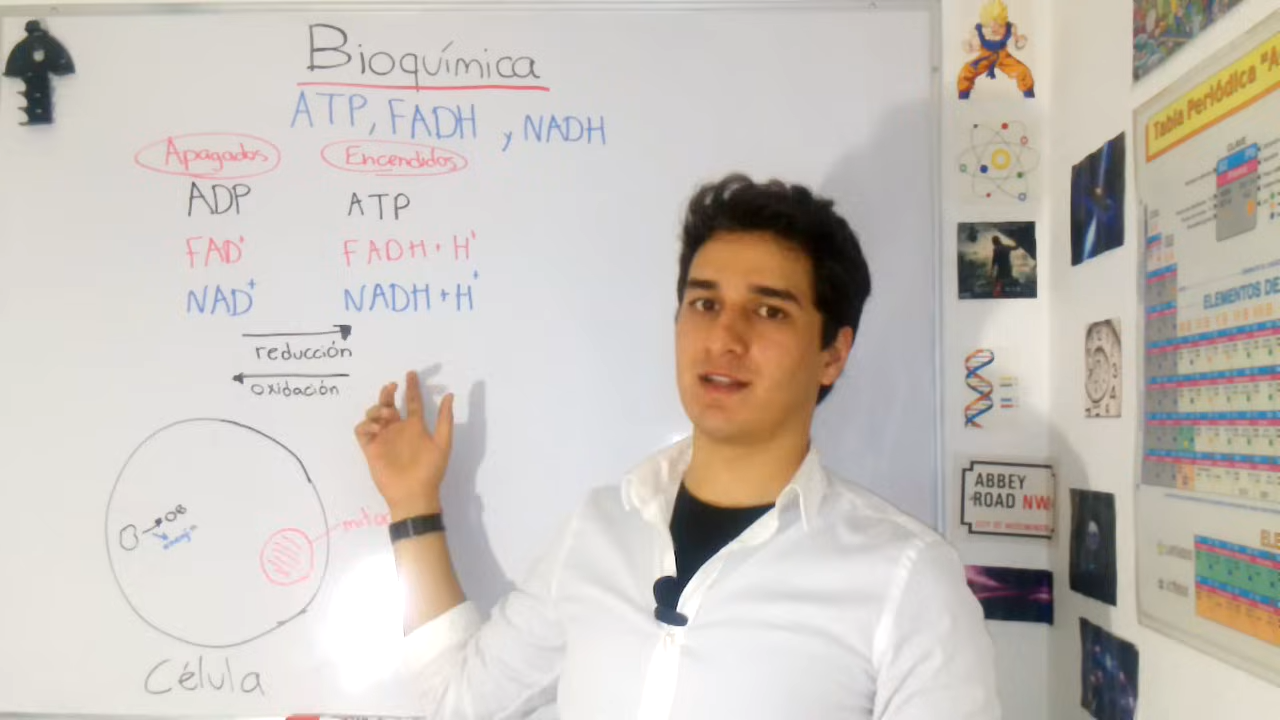 Bioquímica
ATP, FADH y NADH
Apagados Encendidos
ADP ATP
FAD⁺ FADH + H⁺
NAD⁺ NADH + H⁺
reducción
oxidación
Célula
ABBEY
ROAD NW
Tabla Periódica "A
ELEMENTOS DE